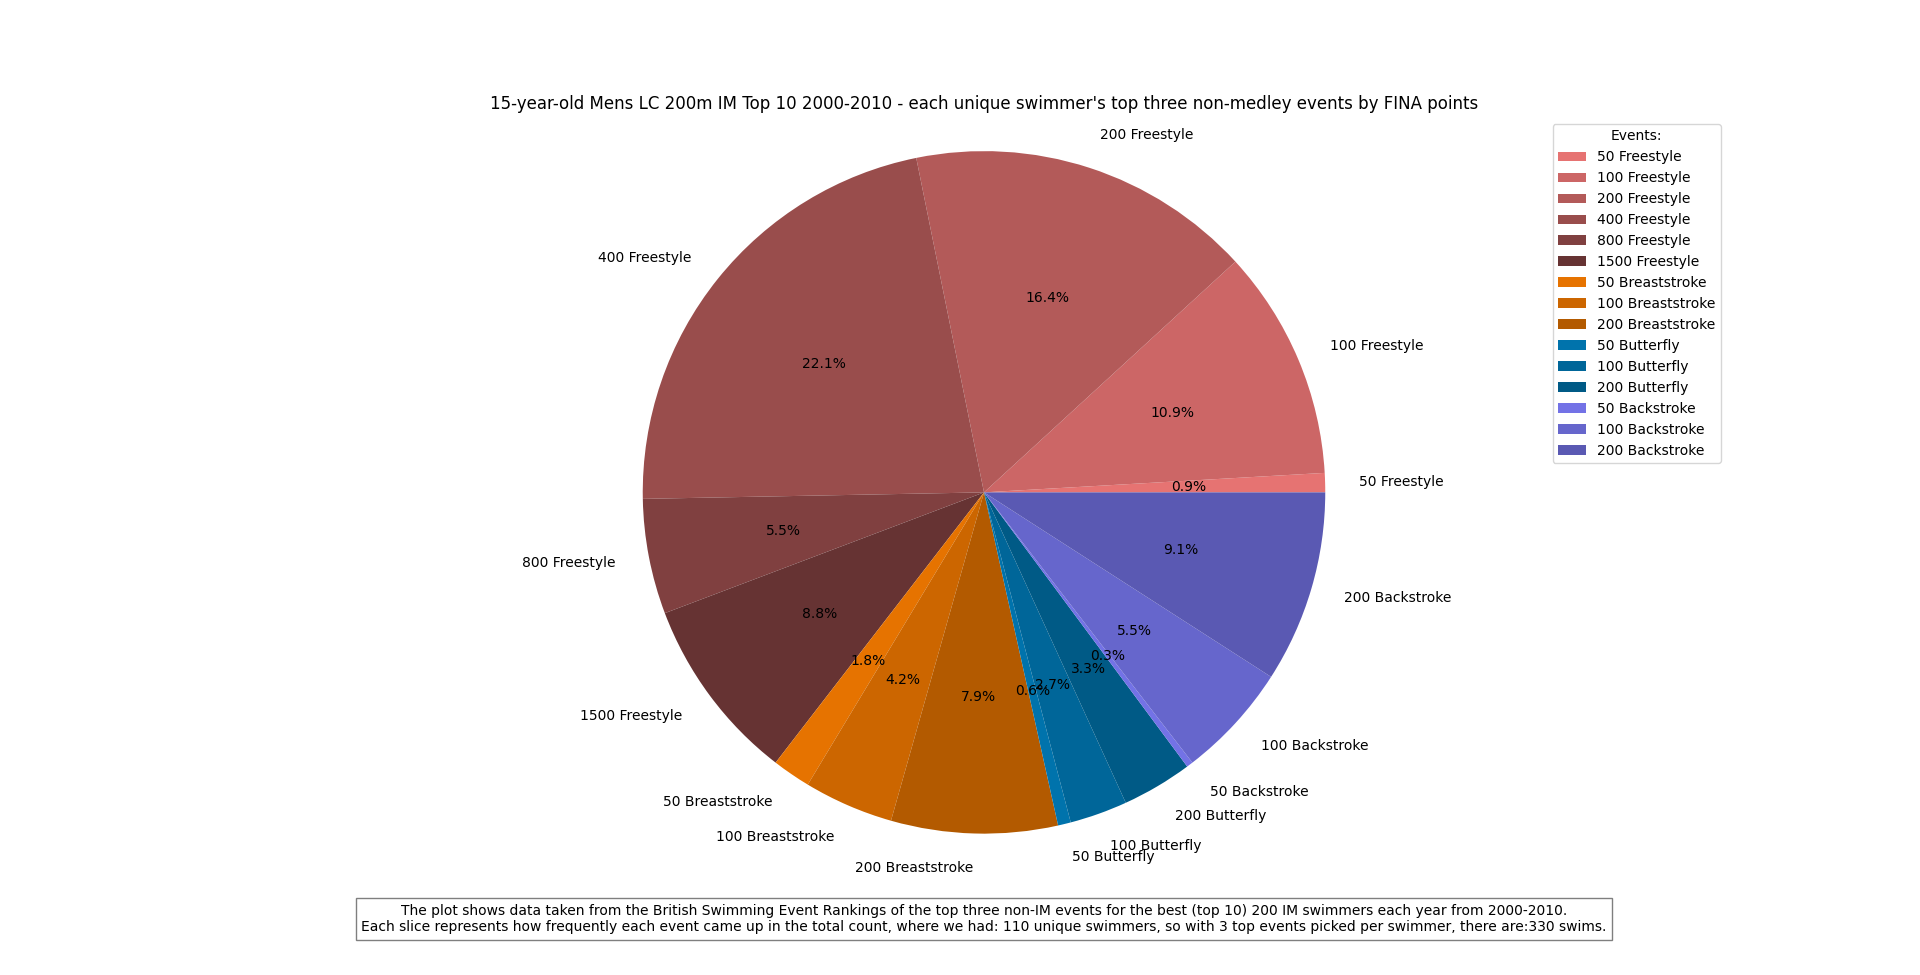 15-year-old Mens LC 200m IM Top 10 2000-2010 - each unique swimmer's top three non-medley events by FINA points
Events:
50 Freestyle
100 Freestyle
200 Freestyle
400 Freestyle
800 Freestyle
1500 Freestyle
50 Breaststroke
100 Breaststroke
200 Breaststroke
50 Butterfly
100 Butterfly
200 Butterfly
50 Backstroke
100 Backstroke
200 Backstroke
50 Freestyle
0.9%
100 Freestyle
10.9%
200 Freestyle
16.4%
400 Freestyle
22.1%
800 Freestyle
5.5%
1500 Freestyle
8.8%
50 Breaststroke
1.8%
100 Breaststroke
4.2%
200 Breaststroke
7.9%
50 Butterfly
0.6%
100 Butterfly
2.7%
200 Butterfly
3.3%
50 Backstroke
0.3%
100 Backstroke
5.5%
200 Backstroke
9.1%
The plot shows data taken from the British Swimming Event Rankings of the top three non-IM events for the best (top 10) 200 IM swimmers each year from 2000-2010.
Each slice represents how frequently each event came up in the total count, where we had: 110 unique swimmers, so with 3 top events picked per swimmer, there are:330 swims.